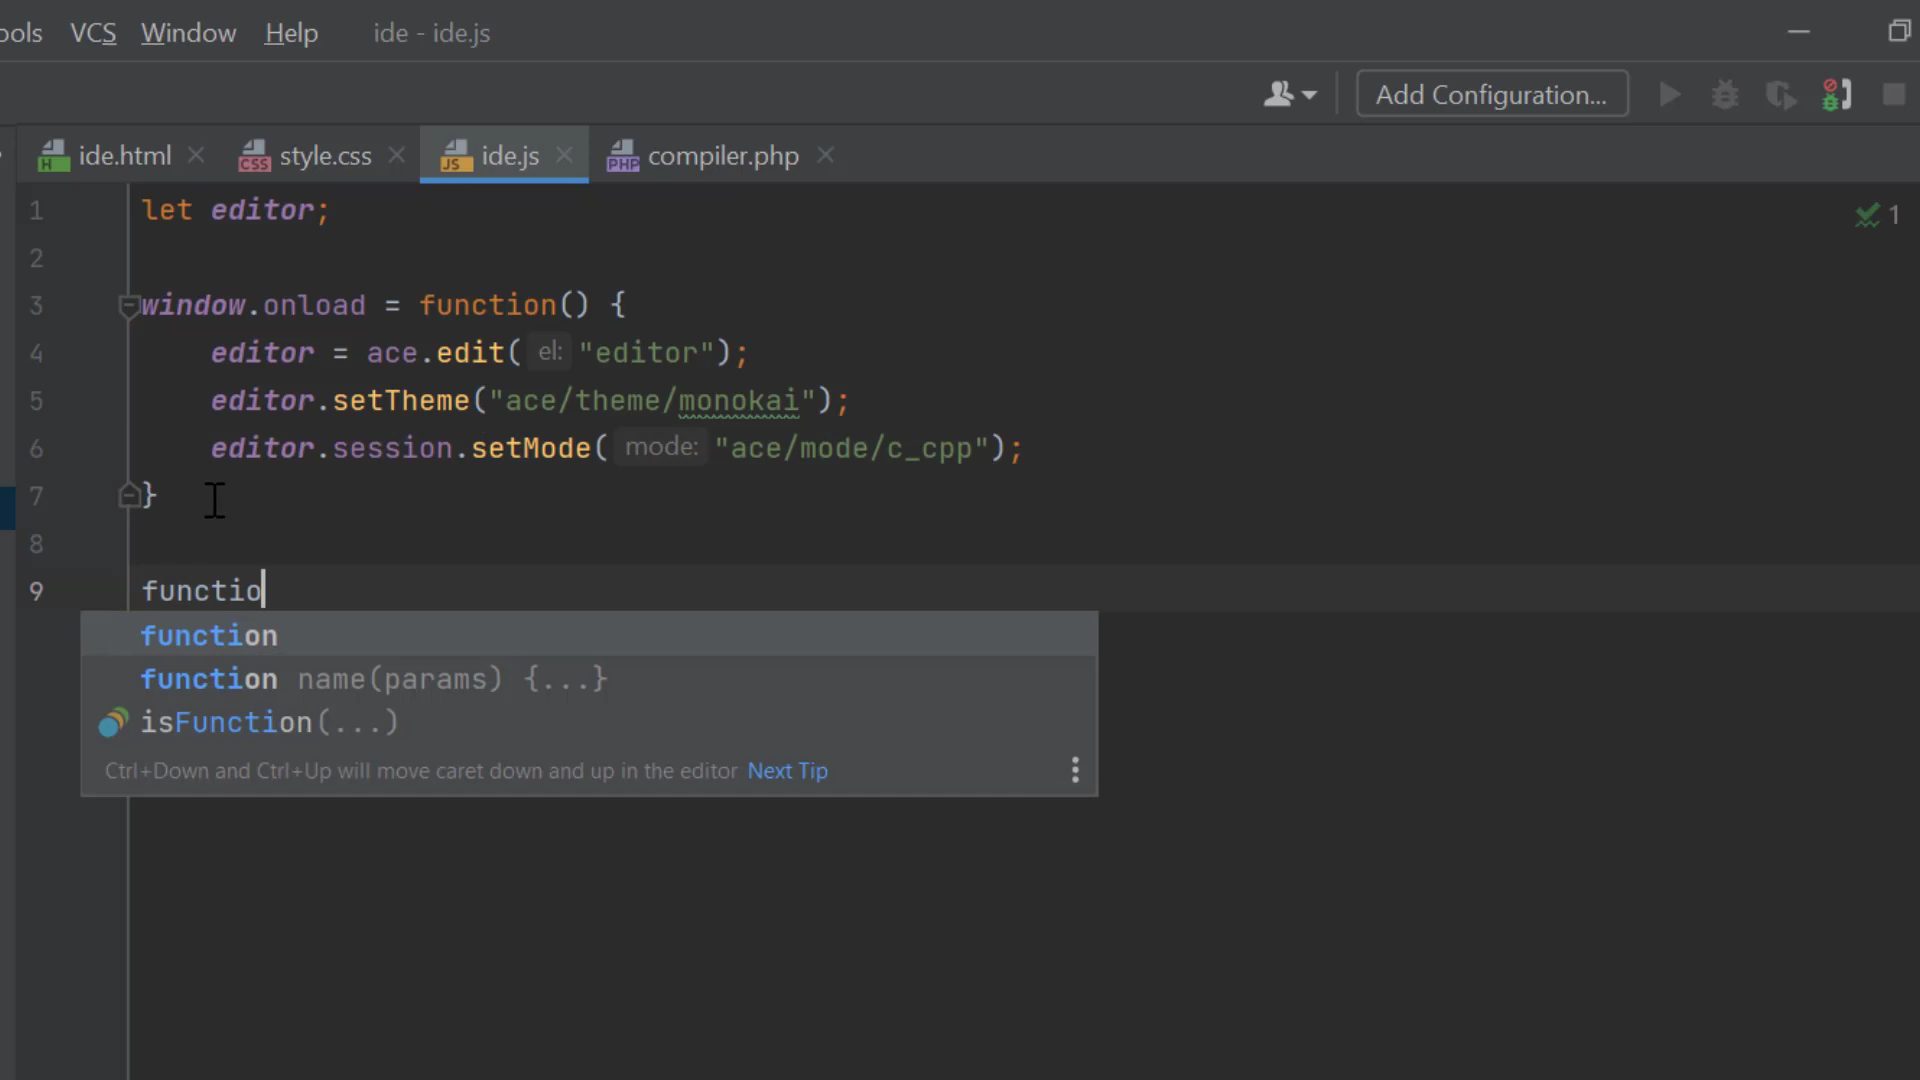 ools VCS Window Help ide - ide.js
Add Configuration...
ide.html style.css ide.js compiler.php
1 let editor;
2
3 window.onload = function() {
4 editor = ace.edit( el: "editor");
5 editor.setTheme("ace/theme/monokai");
6 editor.session.setMode( mode: "ace/mode/c_cpp");
7 }
8
9 functio
function
function name(params) {...}
isFunction(...)
Ctrl+Down and Ctrl+Up will move caret down and up in the editor Next Tip
1
H CSS JS PHP